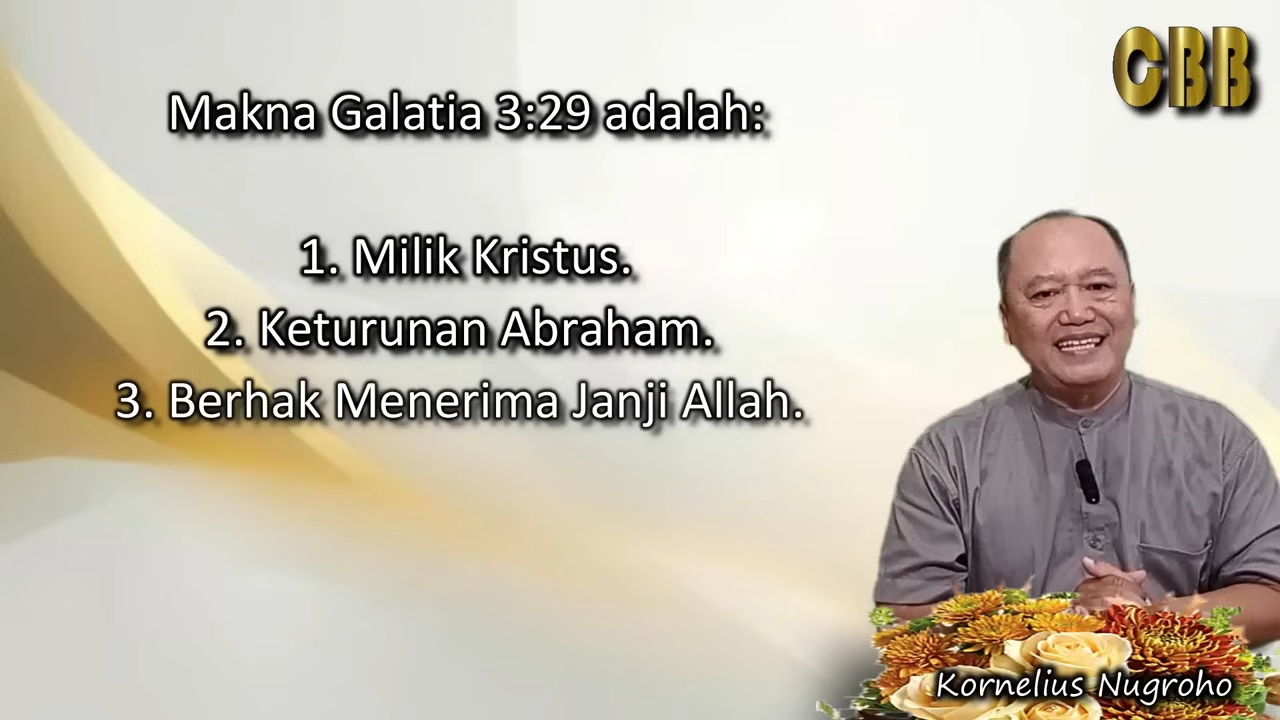 CBB
Makna Galatia 3:29 adalah:
1. Milik Kristus.
2. Keturunan Abraham.
3. Berhak Menerima Janji Allah.
Kornelius Nugroho